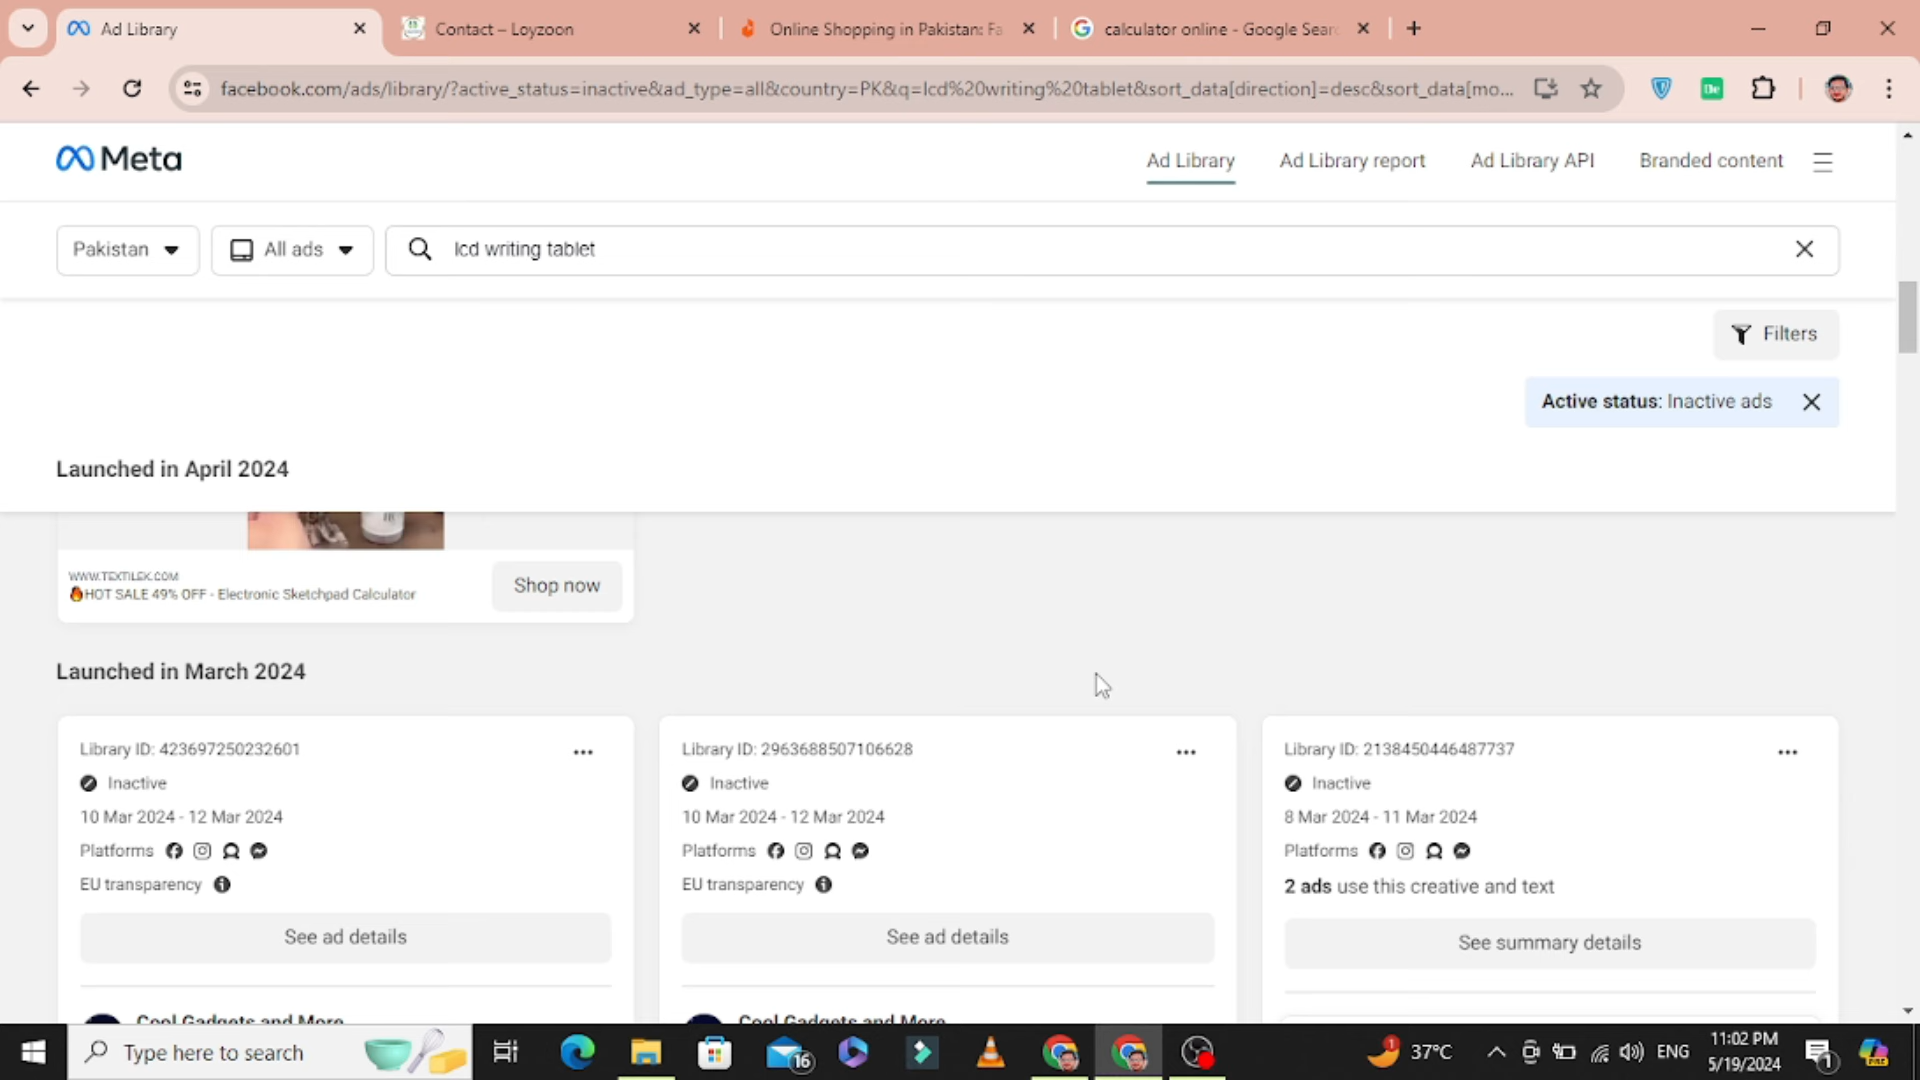 Ad Library
Contact – Loyzoon
Online Shopping in Pakistan: Fa
calculator online - Google Sear
facebook.com/ads/library/?active_status=inactive&ad_type=all&country=PK&q=lcd%20writing%20tablet&sort_data[direction]=desc&sort_data[mo...
De
Meta
Ad Library
Ad Library report
Ad Library API
Branded content
Pakistan
All ads
lcd writing tablet
Filters
Active status: Inactive ads
Launched in April 2024
WWW.TEXTILEK.COM
HOT SALE 49% OFF - Electronic Sketchpad Calculator
Shop now
Launched in March 2024
Library ID: 423697250232601
Inactive
10 Mar 2024 - 12 Mar 2024
Platforms
EU transparency
See ad details
Cool Gadgets and More
Library ID: 2963688507106628
Inactive
10 Mar 2024 - 12 Mar 2024
Platforms
EU transparency
See ad details
Cool Gadgets and More
Library ID: 2138450446487737
Inactive
8 Mar 2024 - 11 Mar 2024
Platforms
2 ads use this creative and text
See summary details
Type here to search
16
1
37°C
ENG
11:02 PM
5/19/2024
1